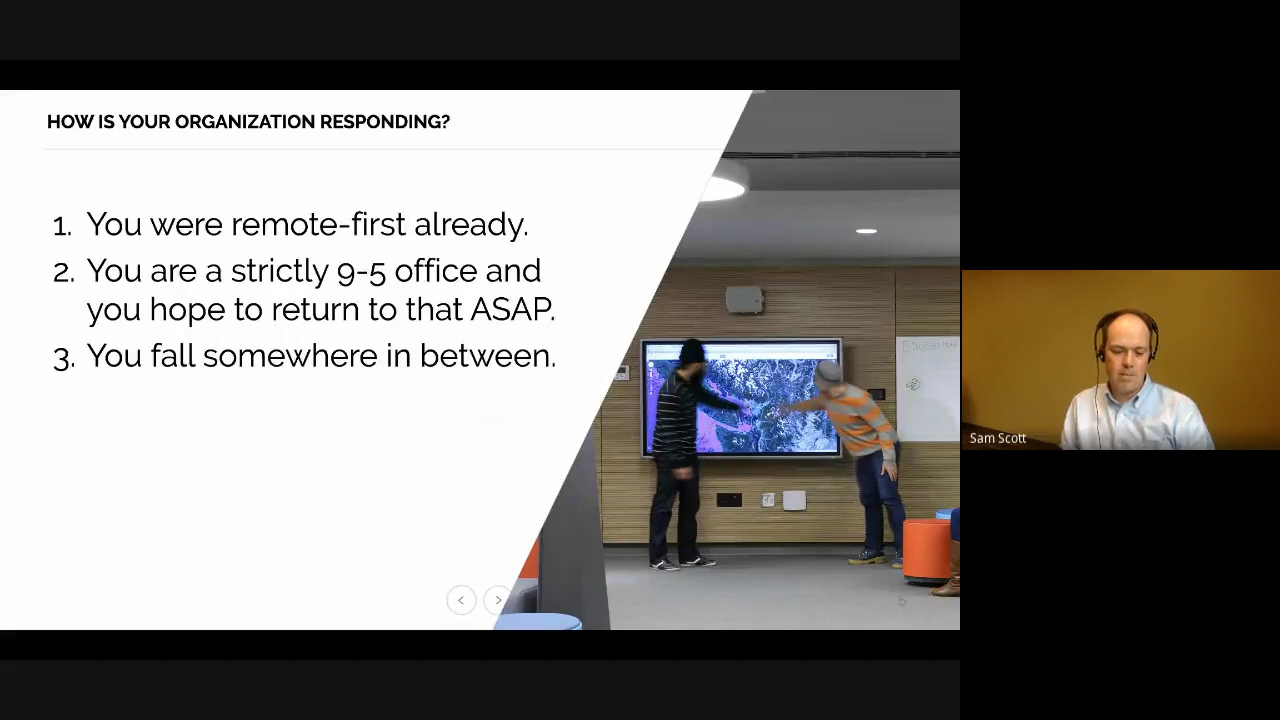 HOW IS YOUR ORGANIZATION RESPONDING?
1. You were remote-first already.
2. You are a strictly 9-5 office and
you hope to return to that ASAP.
3. You fall somewhere in between.
Sam Scott